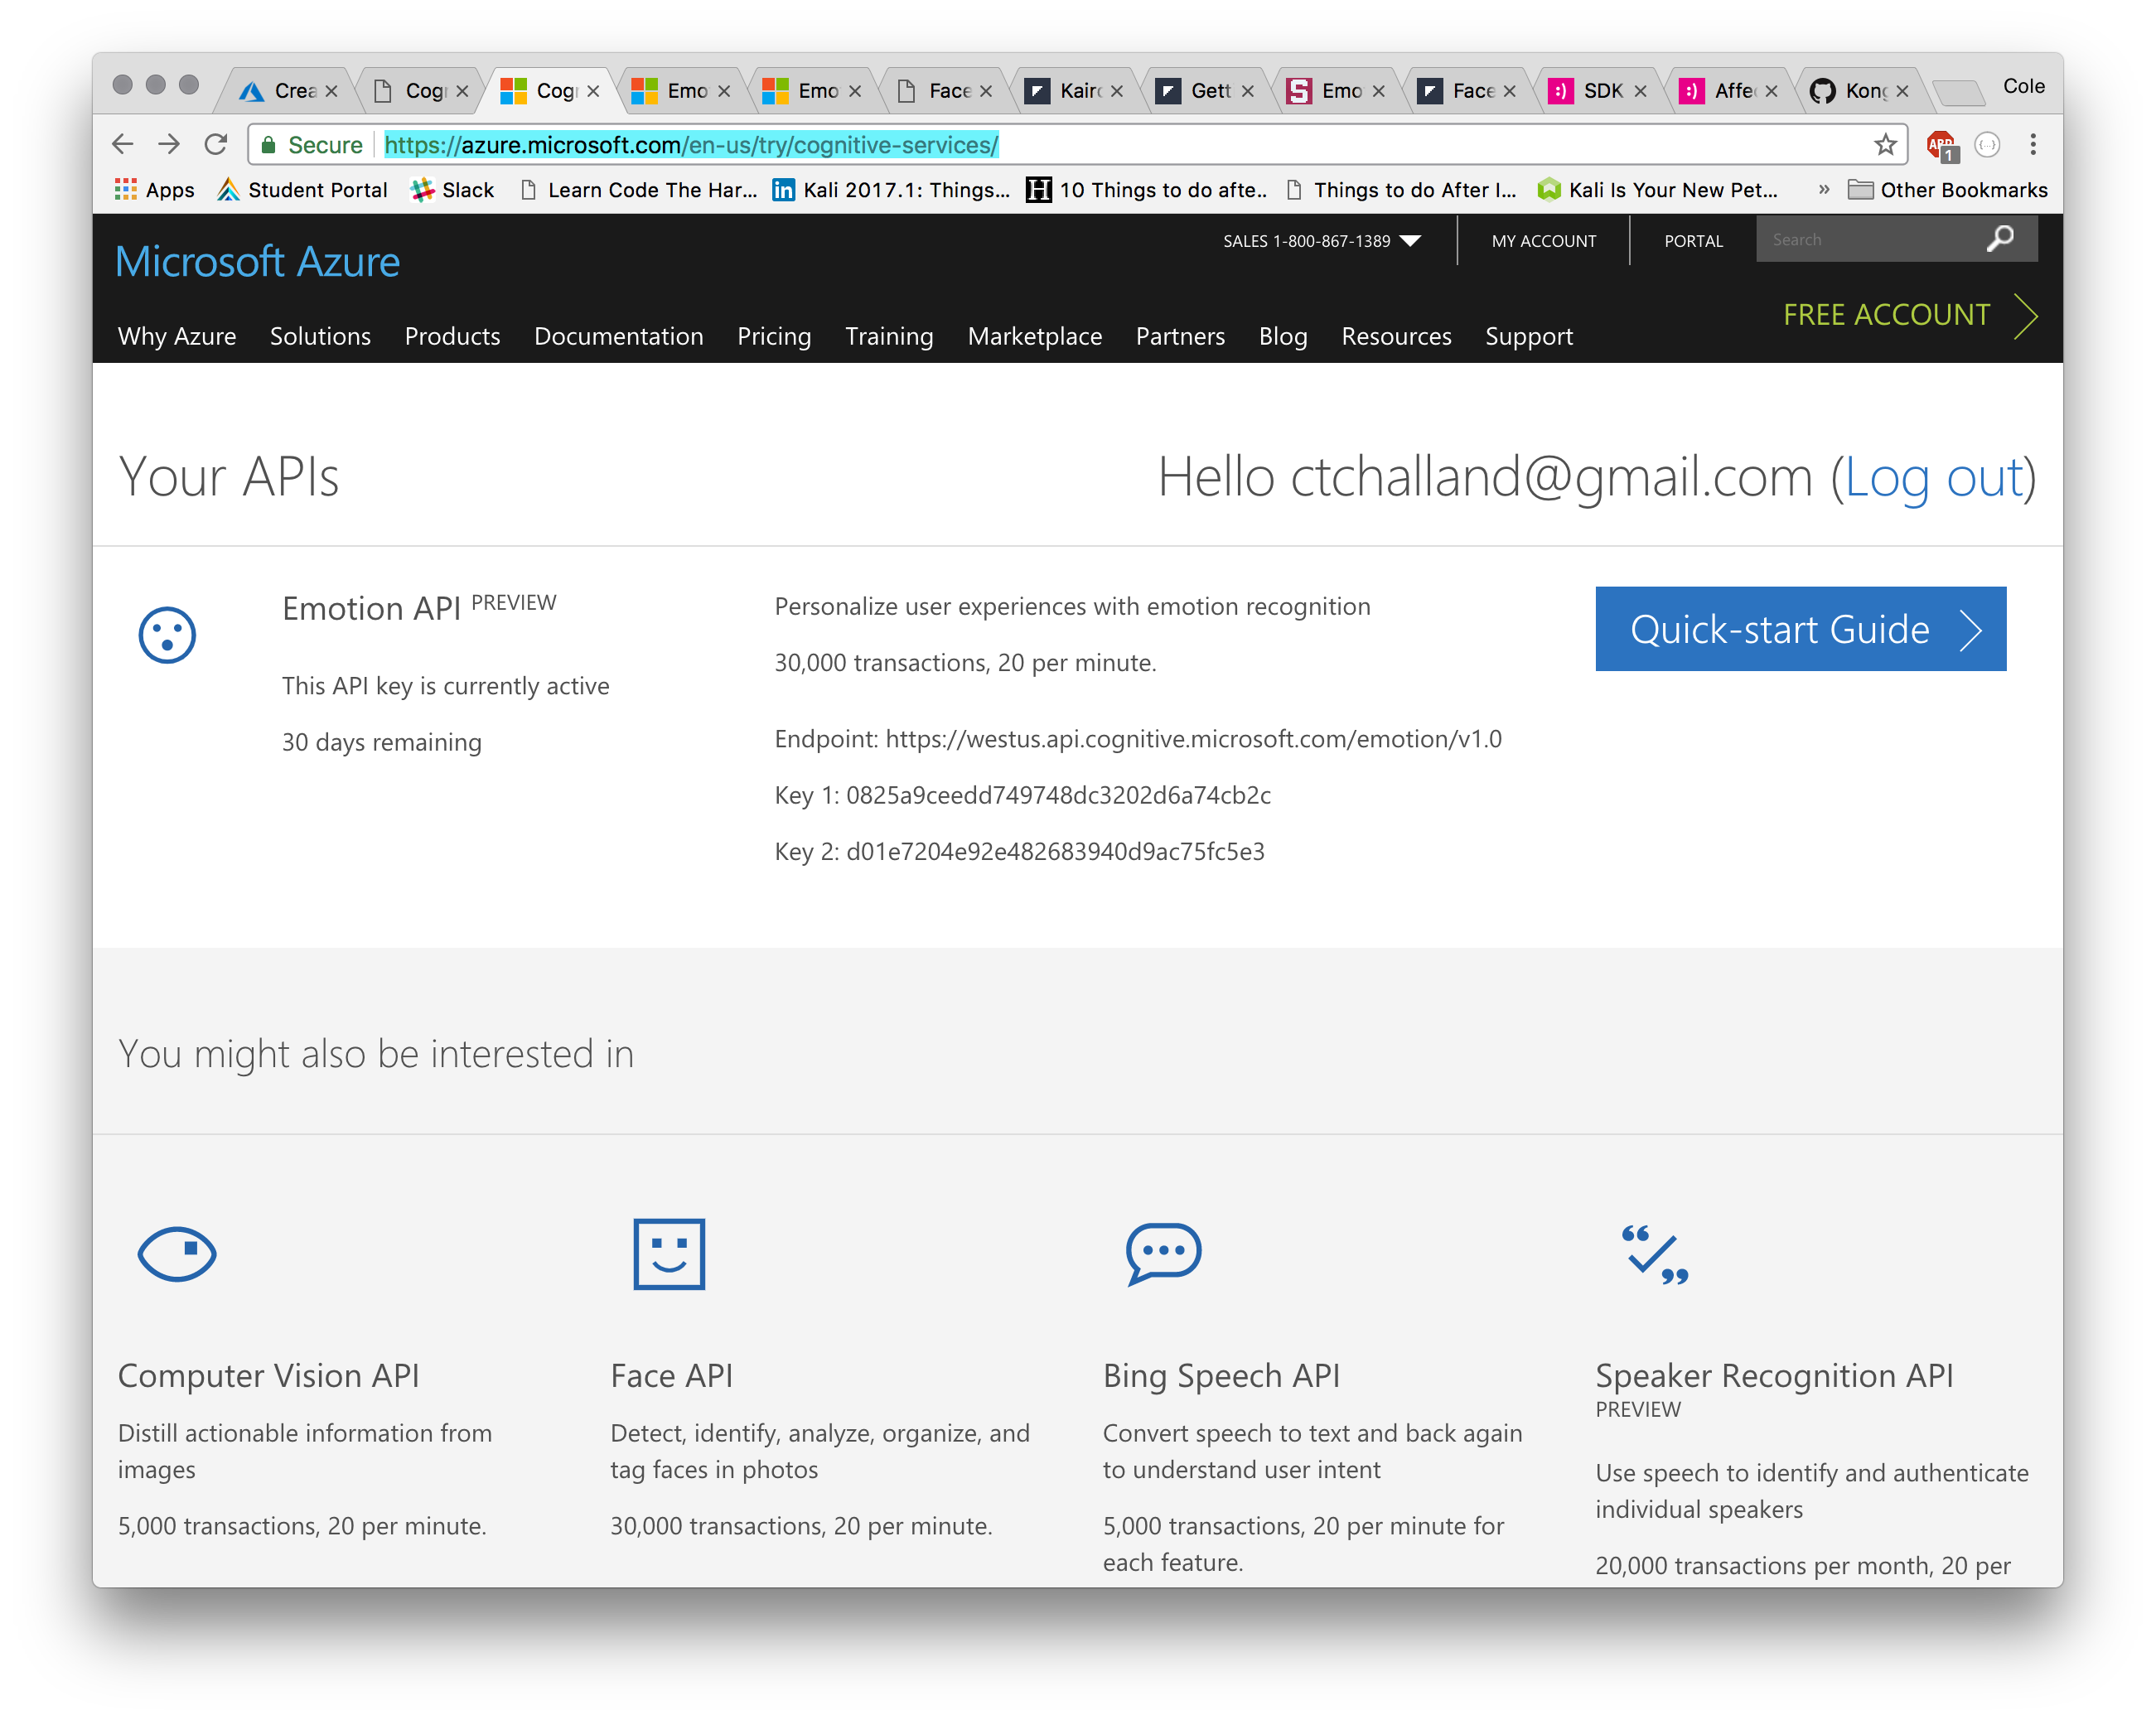 Crea Cog Cog Emo Emo Face Kairo Gett Emo Face SDK Affe Kong Cole
Secure https://azure.microsoft.com/en-us/try/cognitive-services/ ABP 1
Apps Student Portal Slack Learn Code The Har... Kali 2017.1: Things... 10 Things to do afte.. Things to do After I... Kali Is Your New Pet... » Other Bookmarks
SALES 1-800-867-1389 MY ACCOUNT PORTAL Search
Microsoft Azure
FREE ACCOUNT
Why Azure Solutions Products Documentation Pricing Training Marketplace Partners Blog Resources Support
Your APIs Hello ctchalland@gmail.com (Log out)
Emotion API PREVIEW
This API key is currently active
30 days remaining
Personalize user experiences with emotion recognition
30,000 transactions, 20 per minute.
Endpoint: https://westus.api.cognitive.microsoft.com/emotion/v1.0
Key 1: 0825a9ceedd749748dc3202d6a74cb2c
Key 2: d01e7204e92e482683940d9ac75fc5e3
Quick-start Guide
You might also be interested in
Computer Vision API
Distill actionable information from
images
5,000 transactions, 20 per minute.
Face API
Detect, identify, analyze, organize, and
tag faces in photos
30,000 transactions, 20 per minute.
Bing Speech API
Convert speech to text and back again
to understand user intent
5,000 transactions, 20 per minute for
each feature.
Speaker Recognition API
PREVIEW
Use speech to identify and authenticate
individual speakers
20,000 transactions per month, 20 per